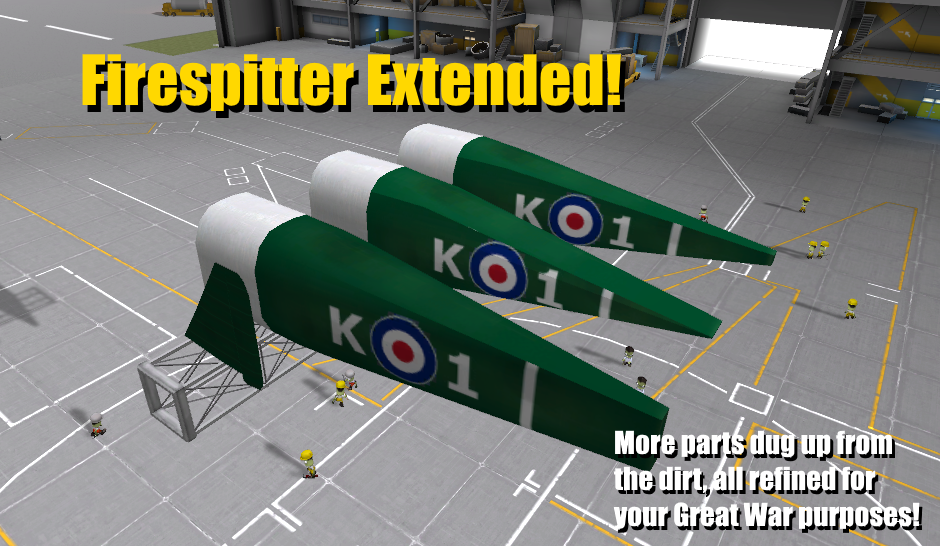 Firespitter Extended!
K 1
K 1
K 1
More parts dug up from
the dirt, all refined for
your Great War purposes!